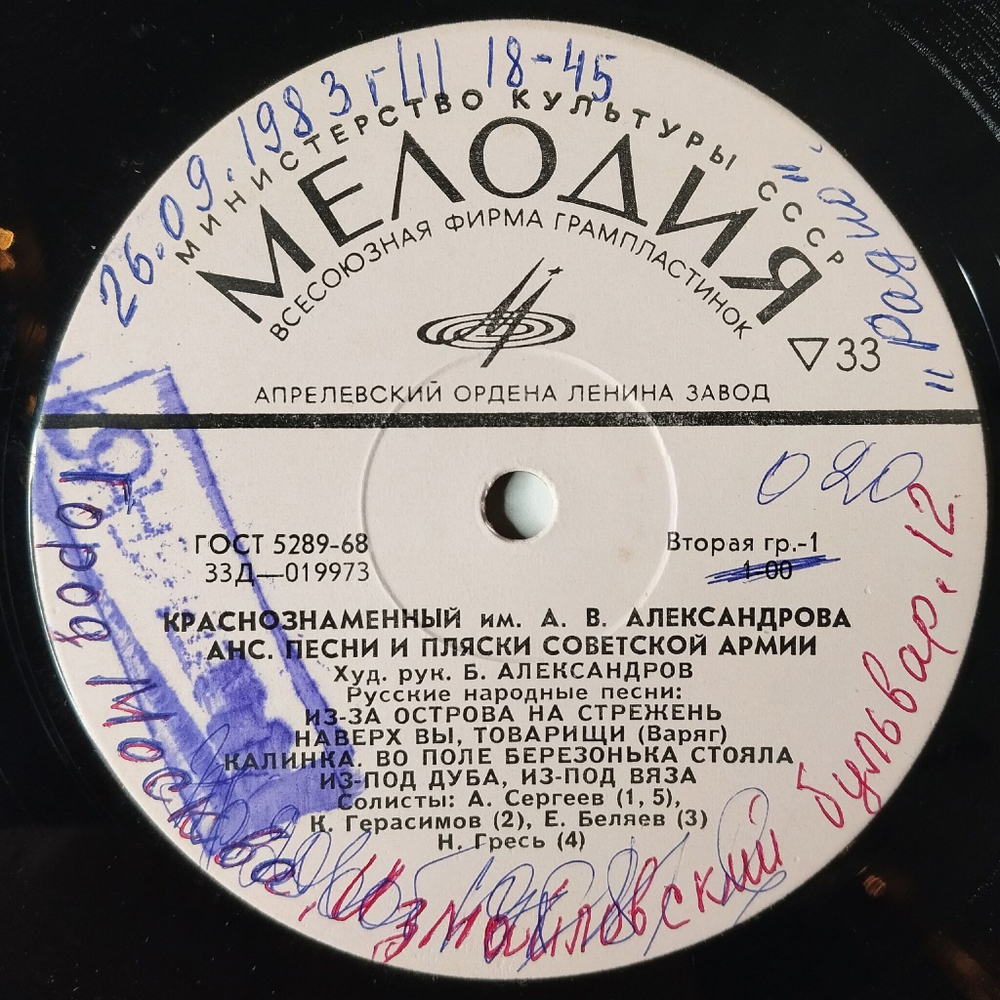 26.09.1983 г/III 18-45
МИНИСТЕРСТВО КУЛЬТУРЫ СССР
"радио"
МЕЛОДИЯ
ВСЕСОЮЗНАЯ ФИРМА ГРАМПЛАСТИНОК
▽33
АПРЕЛЕВСКИЙ ОРДЕНА ЛЕНИНА ЗАВОД
020
ГОСТ 5289-68
33Д—019973
Вторая гр.-1
1-00
КРАСНОЗНАМЕННЫЙ им. А. В. АЛЕКСАНДРОВА
АНС. ПЕСНИ И ПЛЯСКИ СОВЕТСКОЙ АРМИИ
Худ. рук. Б. АЛЕКСАНДРОВ
Русские народные песни:
ИЗ-ЗА ОСТРОВА НА СТРЕЖЕНЬ
НАВЕРХ ВЫ, ТОВАРИЩИ (Варяг)
КАЛИНКА. ВО ПОЛЕ БЕРЕЗОНЬКА СТОЯЛА
ИЗ-ПОД ДУБА, ИЗ-ПОД ВЯЗА
Солисты: А. Сергеев (1, 5),
К. Герасимов (2), Е. Беляев (3)
Н. Гресь (4)
Город Москва, Измайловский бульвар. 12.